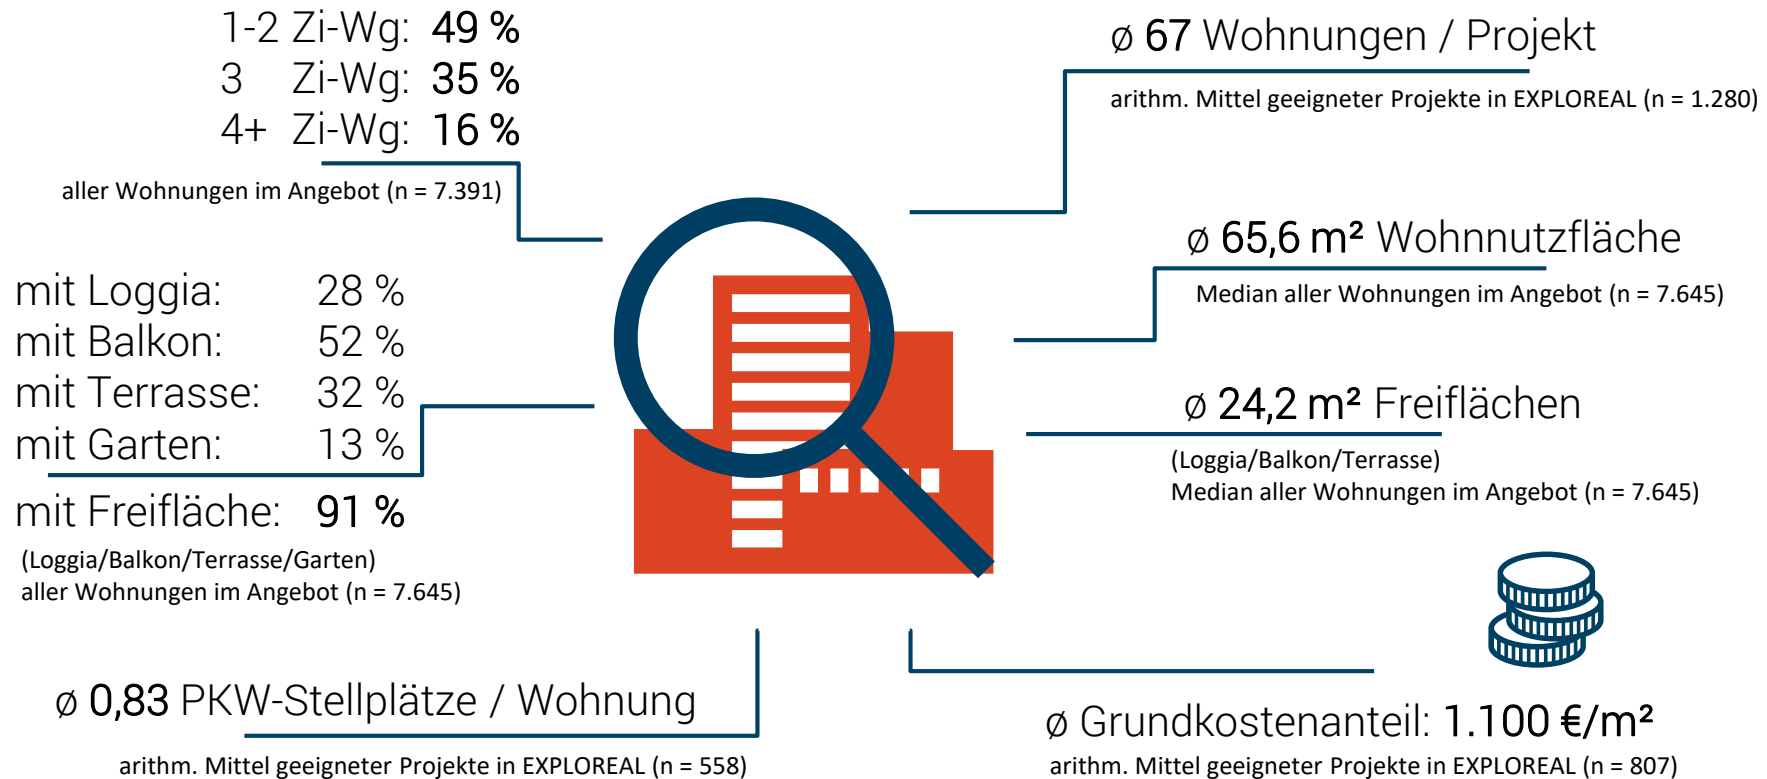 1-2 Zi-Wg: 49 %
3 Zi-Wg: 35 %
4+ Zi-Wg: 16 %
aller Wohnungen im Angebot (n = 7.391)
mit Loggia: 28 %
mit Balkon: 52 %
mit Terrasse: 32 %
mit Garten: 13 %
mit Freifläche: 91 %
(Loggia/Balkon/Terrasse/Garten)
aller Wohnungen im Angebot (n = 7.645)
ø 0,83 PKW-Stellplätze / Wohnung
arithm. Mittel geeigneter Projekte in EXPLOREAL (n = 558)
ø 67 Wohnungen / Projekt
arithm. Mittel geeigneter Projekte in EXPLOREAL (n = 1.280)
ø 65,6 m² Wohnnutzfläche
Median aller Wohnungen im Angebot (n = 7.645)
ø 24,2 m² Freiflächen
(Loggia/Balkon/Terrasse)
Median aller Wohnungen im Angebot (n = 7.645)
ø Grundkostenanteil: 1.100 €/m²
arithm. Mittel geeigneter Projekte in EXPLOREAL (n = 807)